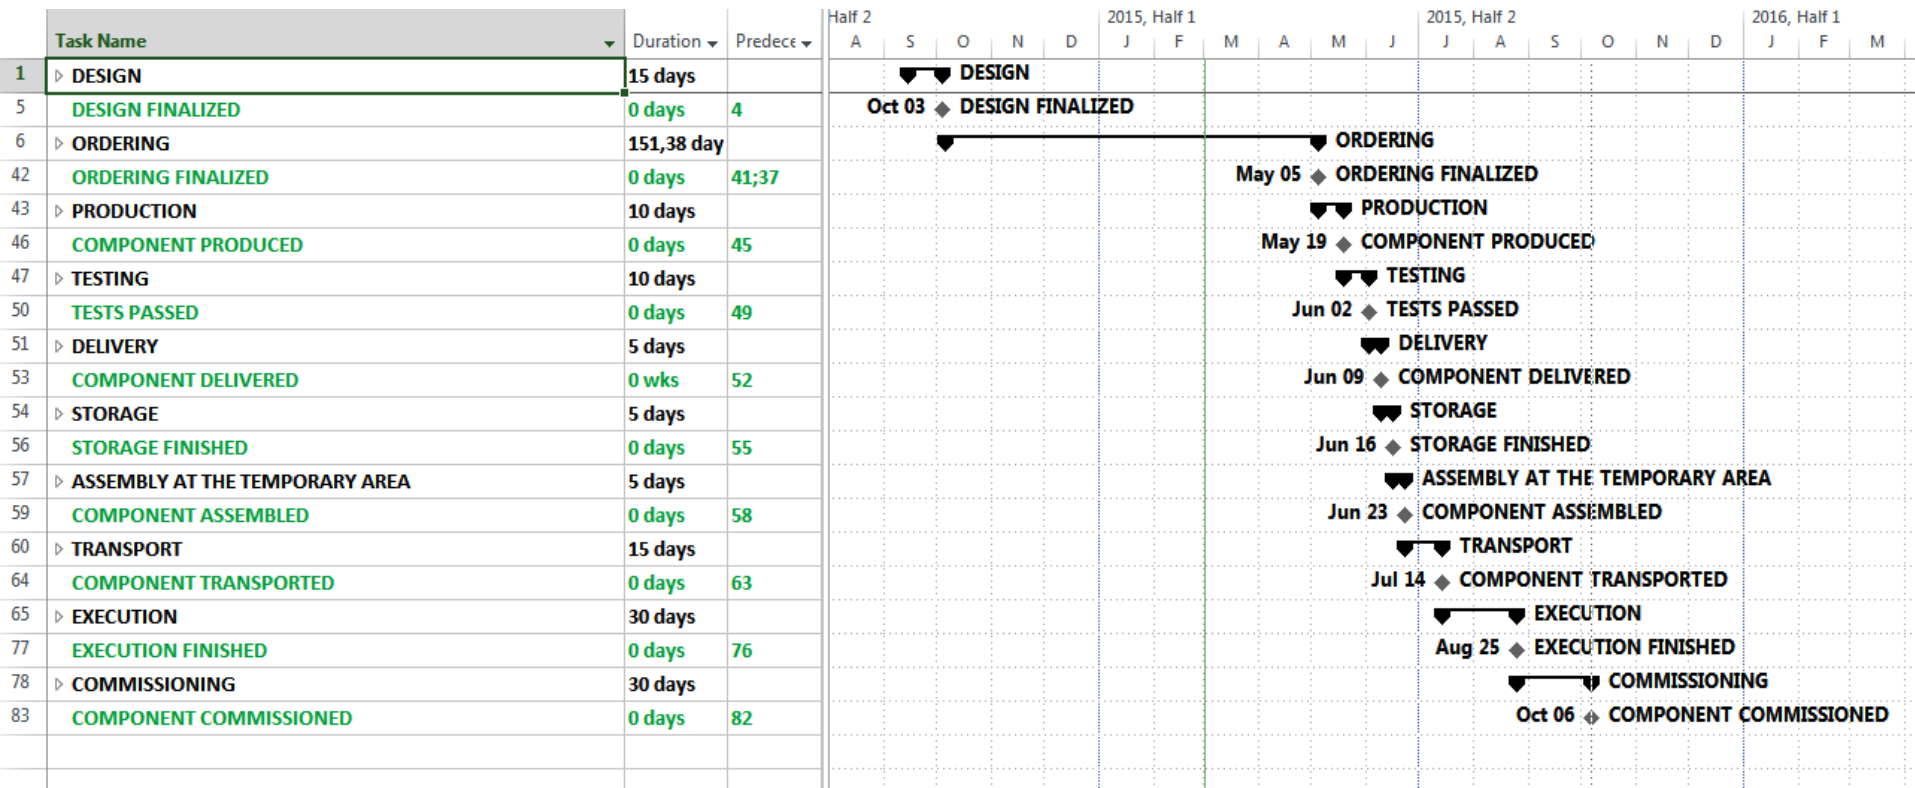 Half 2 2015, Half 1 2015, Half 2 2016, Half 1
Task Name Duration Predece A S O N D J F M A M J J A S O N D J F M
1 DESIGN 15 days DESIGN
5 DESIGN FINALIZED 0 days 4 Oct 03 DESIGN FINALIZED
6 ORDERING 151,38 day ORDERING
42 ORDERING FINALIZED 0 days 41;37 May 05 ORDERING FINALIZED
43 PRODUCTION 10 days PRODUCTION
46 COMPONENT PRODUCED 0 days 45 May 19 COMPONENT PRODUCED
47 TESTING 10 days TESTING
50 TESTS PASSED 0 days 49 Jun 02 TESTS PASSED
51 DELIVERY 5 days DELIVERY
53 COMPONENT DELIVERED 0 wks 52 Jun 09 COMPONENT DELIVERED
54 STORAGE 5 days STORAGE
56 STORAGE FINISHED 0 days 55 Jun 16 STORAGE FINISHED
57 ASSEMBLY AT THE TEMPORARY AREA 5 days ASSEMBLY AT THE TEMPORARY AREA
59 COMPONENT ASSEMBLED 0 days 58 Jun 23 COMPONENT ASSEMBLED
60 TRANSPORT 15 days TRANSPORT
64 COMPONENT TRANSPORTED 0 days 63 Jul 14 COMPONENT TRANSPORTED
65 EXECUTION 30 days EXECUTION
77 EXECUTION FINISHED 0 days 76 Aug 25 EXECUTION FINISHED
78 COMMISSIONING 30 days COMMISSIONING
83 COMPONENT COMMISSIONED 0 days 82 Oct 06 COMPONENT COMMISSIONED